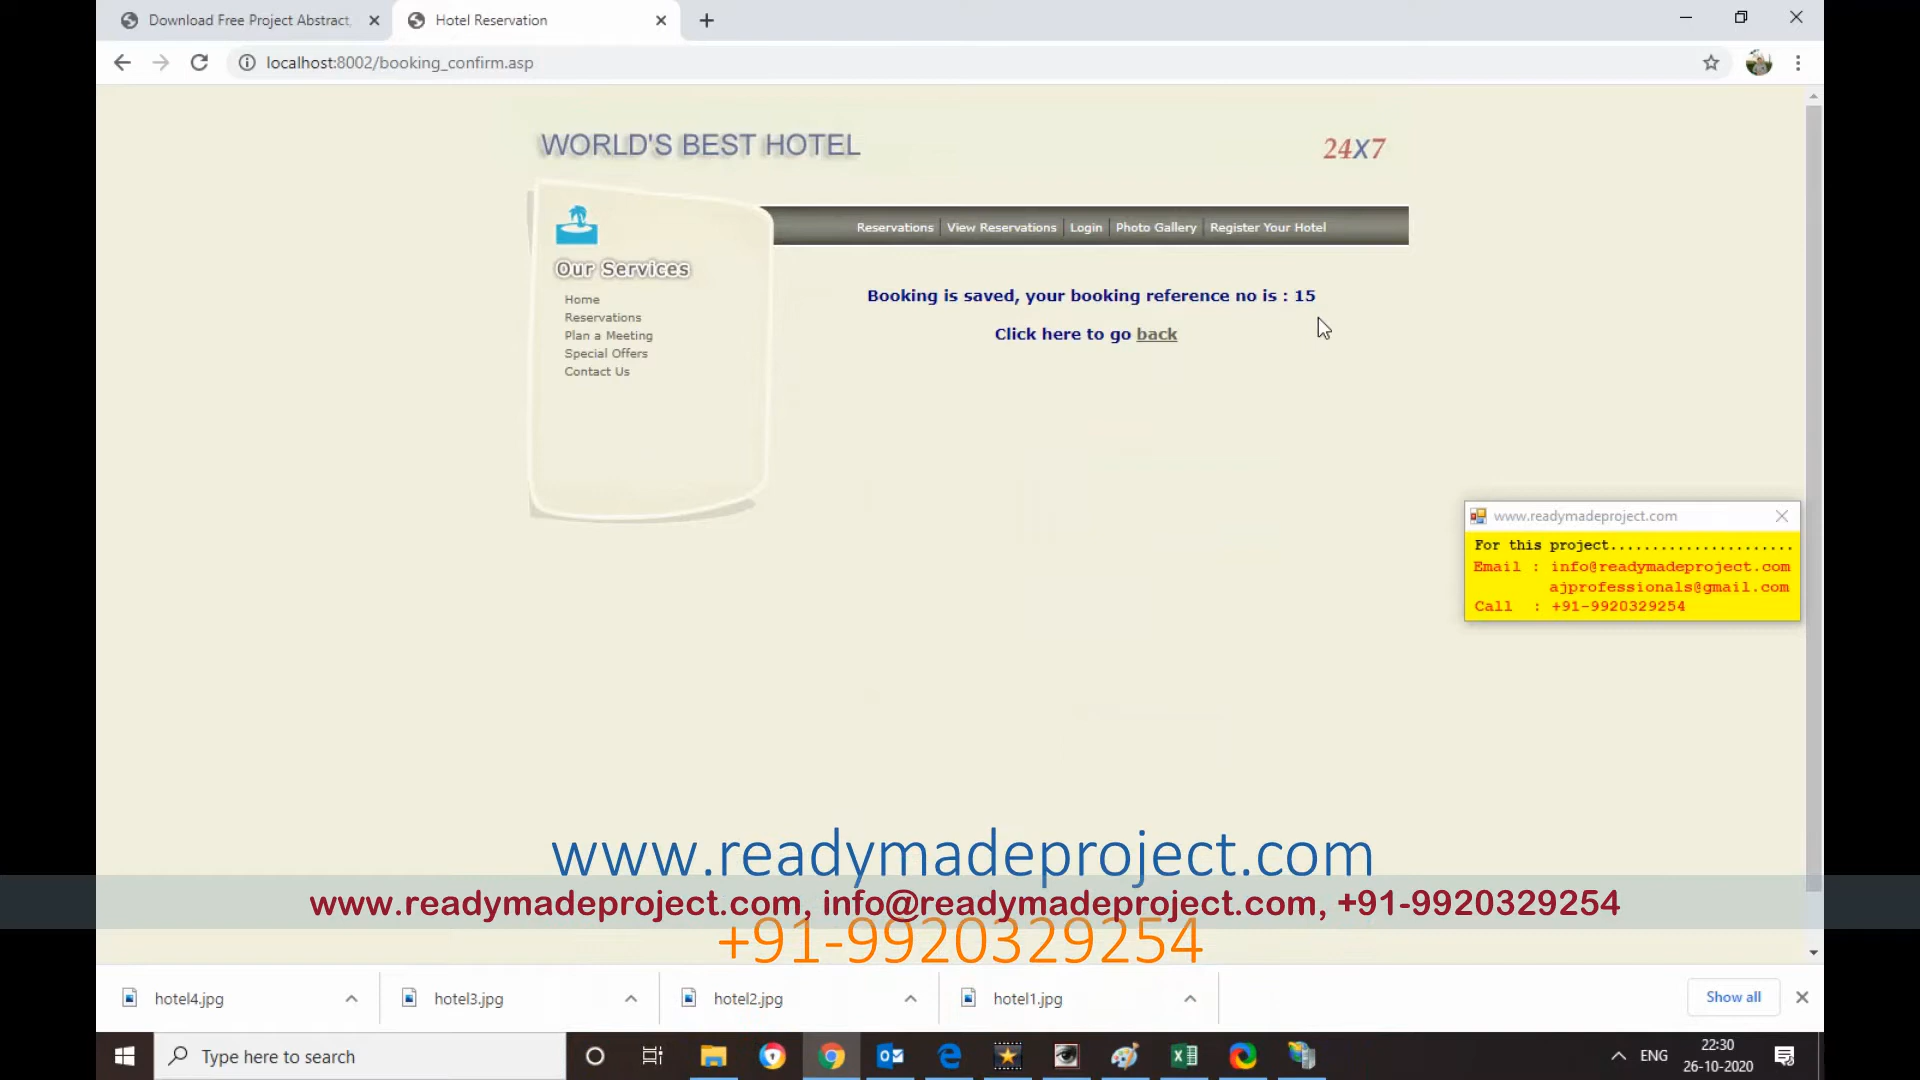 Download Free Project Abstract,
Hotel Reservation
localhost:8002/booking_confirm.asp
WORLD'S BEST HOTEL
24X7
Reservations | View Reservations | Login | Photo Gallery | Register Your Hotel
Our Services
Home
Reservations
Plan a Meeting
Special Offers
Contact Us
Booking is saved, your booking reference no is : 15
Click here to go back
www.readymadeproject.com
For this project......................
Email : info@readymadeproject.com
ajprofessionals@gmail.com
Call : +91-9920329254
www.readymadeproject.com
www.readymadeproject.com, info@readymadeproject.com, +91-9920329254
+91-9920329254
hotel4.jpg
hotel3.jpg
hotel2.jpg
hotel1.jpg
Show all
Type here to search
ENG
22:30
26-10-2020